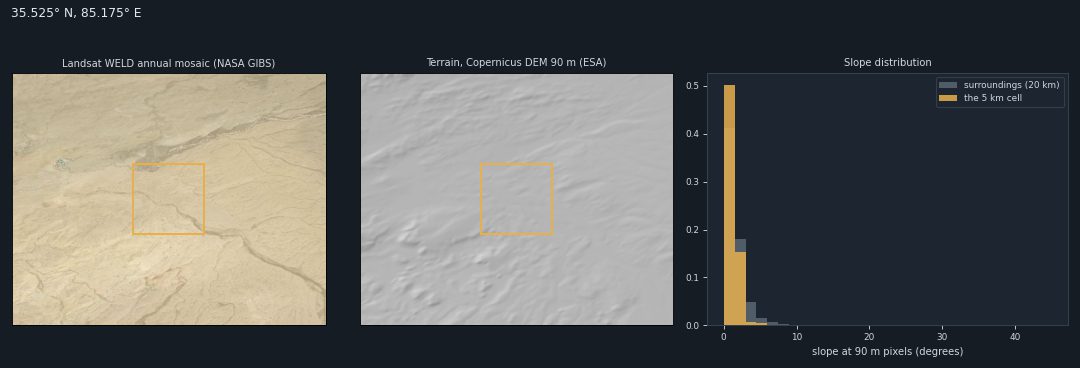 35.525° N, 85.175° E
Landsat WELD annual mosaic (NASA GIBS)
Terrain, Copernicus DEM 90 m (ESA)
Slope distribution
surroundings (20 km)
the 5 km cell
0.5
0.4
0.3
0.2
0.1
0.0
0 10 20 30 40
slope at 90 m pixels (degrees)